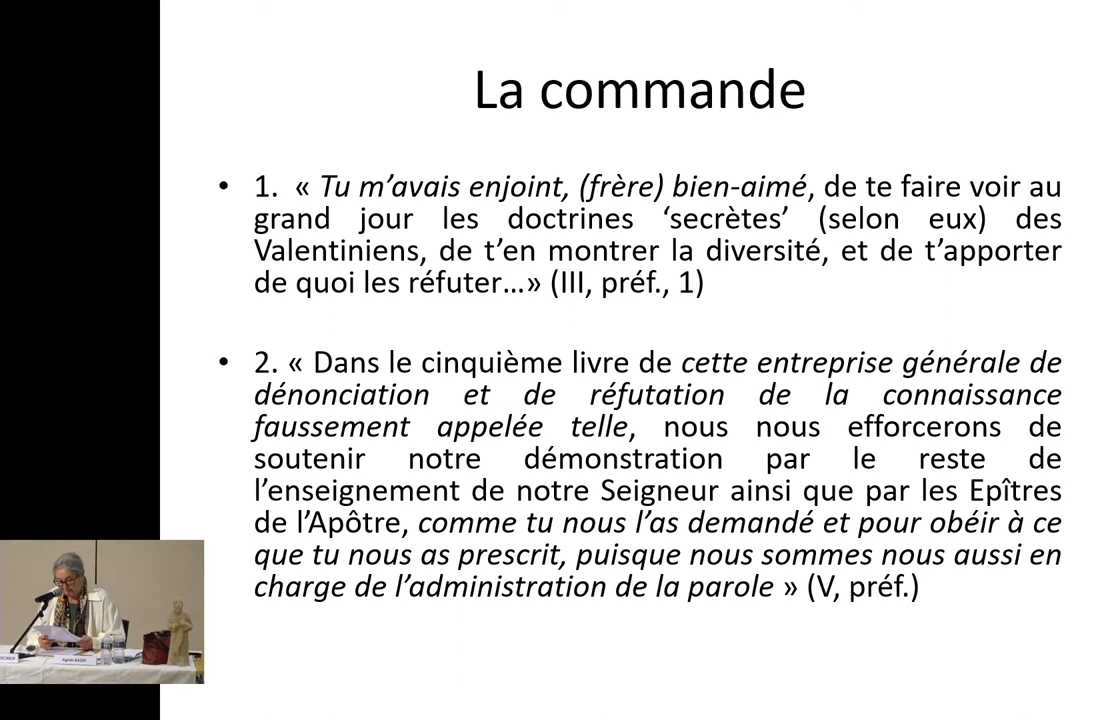 La commande
• 1. « Tu m’avais enjoint, (frère) bien-aimé, de te faire voir au
grand jour les doctrines ‘secrètes’ (selon eux) des
Valentiniens, de t’en montrer la diversité, et de t’apporter
de quoi les réfuter…» (III, préf., 1)
• 2. « Dans le cinquième livre de cette entreprise générale de
dénonciation et de réfutation de la connaissance
faussement appelée telle, nous nous efforcerons de
soutenir notre démonstration par le reste de
l’enseignement de notre Seigneur ainsi que par les Epîtres
de l’Apôtre, comme tu nous l’as demandé et pour obéir à ce
que tu nous as prescrit, puisque nous sommes nous aussi en
charge de l’administration de la parole » (V, préf.)